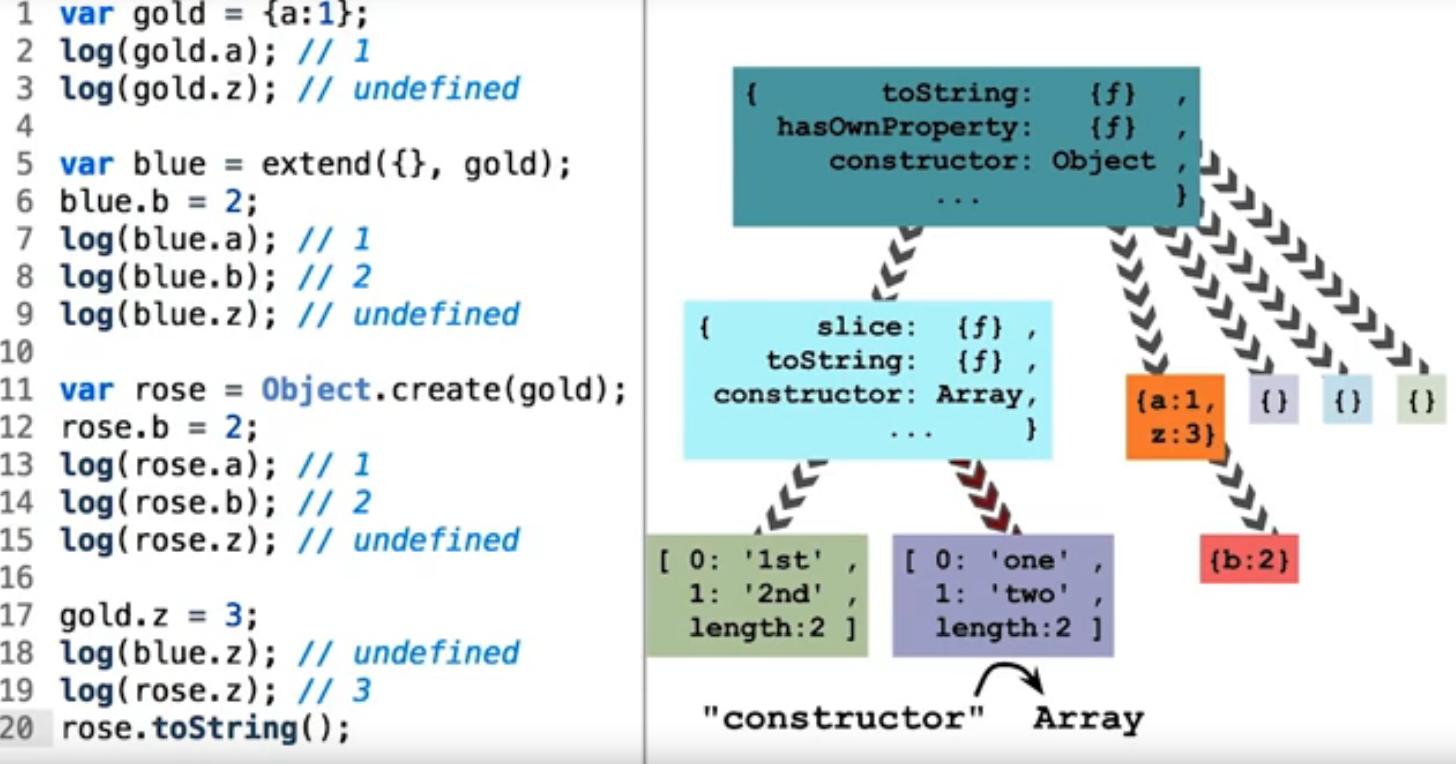 1 var gold = {a:1};
2 log(gold.a); // 1
3 log(gold.z); // undefined
4
5 var blue = extend({}, gold);
6 blue.b = 2;
7 log(blue.a); // 1
8 log(blue.b); // 2
9 log(blue.z); // undefined
10
11 var rose = Object.create(gold);
12 rose.b = 2;
13 log(rose.a); // 1
14 log(rose.b); // 2
15 log(rose.z); // undefined
16
17 gold.z = 3;
18 log(blue.z); // undefined
19 log(rose.z); // 3
20 rose.toString();
{ toString: {f} ,
hasOwnProperty: {f} ,
constructor: Object ,
... }
{ slice: {f} ,
toString: {f} ,
constructor: Array,
... }
{a:1,
z:3}
{}
{}
{}
[ 0: '1st' ,
1: '2nd' ,
length:2 ]
[ 0: 'one' ,
1: 'two' ,
length:2 ]
{b:2}
"constructor" Array